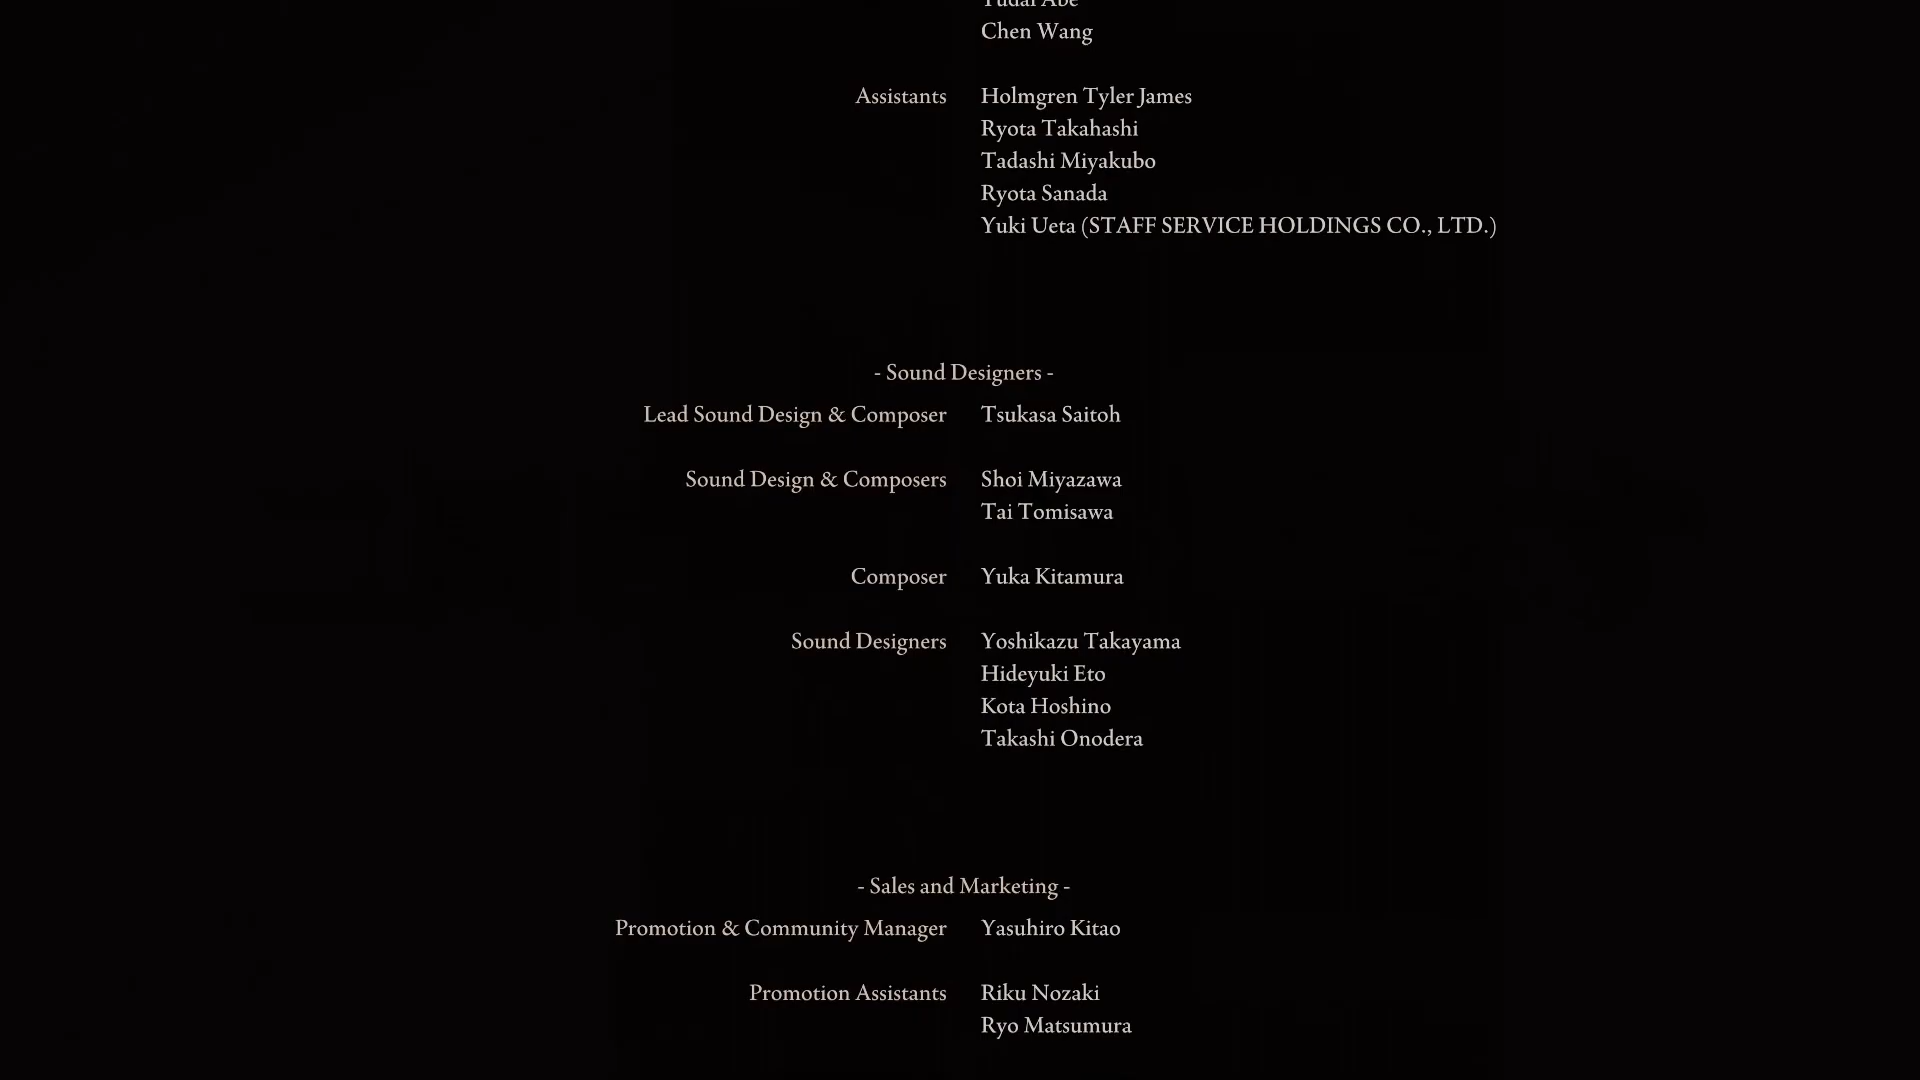 Yudai Abe
Chen Wang
Assistants Holmgren Tyler James
Ryota Takahashi
Tadashi Miyakubo
Ryota Sanada
Yuki Ueta (STAFF SERVICE HOLDINGS CO., LTD.)
- Sound Designers -
Lead Sound Design & Composer Tsukasa Saitoh
Sound Design & Composers Shoi Miyazawa
Tai Tomisawa
Composer Yuka Kitamura
Sound Designers Yoshikazu Takayama
Hideyuki Eto
Kota Hoshino
Takashi Onodera
- Sales and Marketing -
Promotion & Community Manager Yasuhiro Kitao
Promotion Assistants Riku Nozaki
Ryo Matsumura